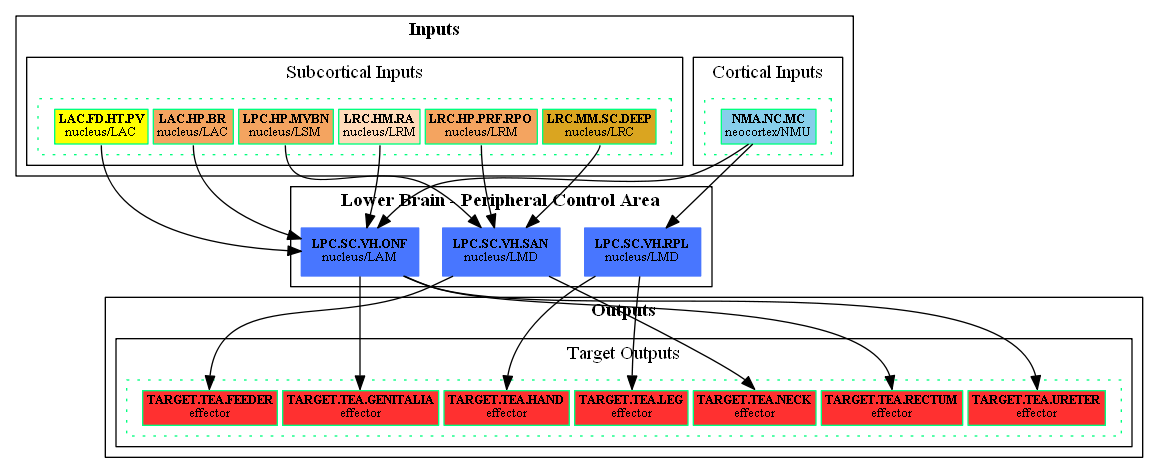 Inputs
Subcortical Inputs
Cortical Inputs
LAC.FD.HT.PV
nucleus/LAC
LAC.HP.BR
nucleus/LAC
LPC.HP.MVBN
nucleus/LSM
LRC.HM.RA
nucleus/LRM
LRC.HP.PRF.RPO
nucleus/LRM
LRC.MM.SC.DEEP
nucleus/LRC
NMA.NC.MC
neocortex/NMU
Lower Brain - Peripheral Control Area
LPC.SC.VH.ONF
nucleus/LAM
LPC.SC.VH.SAN
nucleus/LMD
LPC.SC.VH.RPL
nucleus/LMD
Outputs
Target Outputs
TARGET.TEA.FEEDER
effector
TARGET.TEA.GENITALIA
effector
TARGET.TEA.HAND
effector
TARGET.TEA.LEG
effector
TARGET.TEA.NECK
effector
TARGET.TEA.RECTUM
effector
TARGET.TEA.URETER
effector